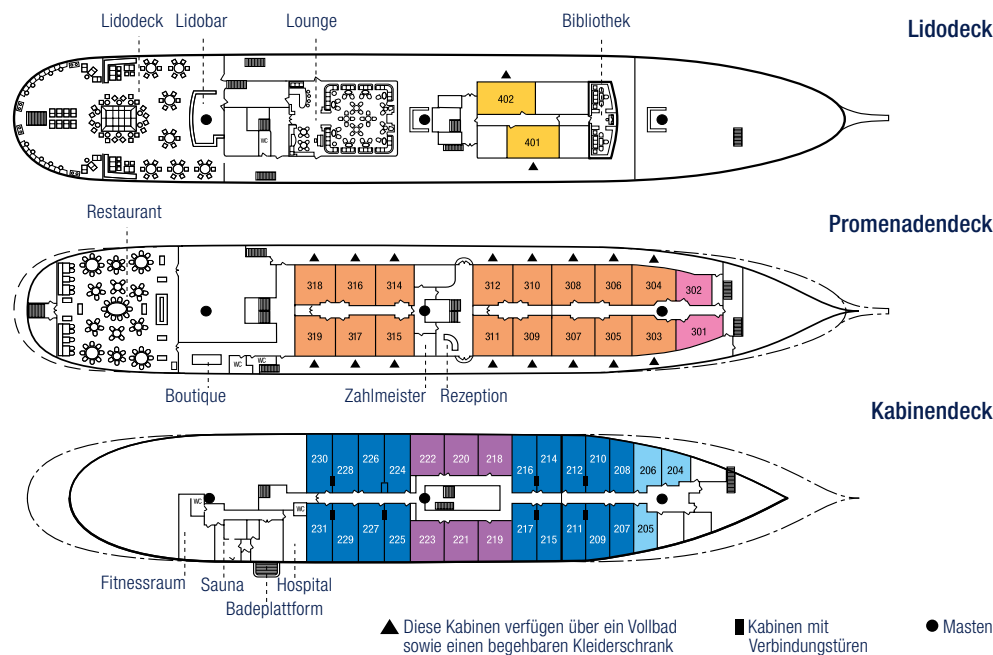 Lidodeck Lidobar Lounge Bibliothek
Lidodeck
WC
402
401
Promenadendeck
Restaurant
318 316 314 312 310 308 306 304 302
319 317 315 311 309 307 305 303 301
WC WC
Boutique Zahlmeister Rezeption
Kabinendeck
230 228 226 224 222 220 218 216 214 212 210 208 206 204
WC WC
231 229 227 225 223 221 219 217 215 211 209 207 205
Fitnessraum Sauna Hospital
Badeplattform
Diese Kabinen verfügen über ein Vollbad
sowie einen begehbaren Kleiderschrank
Kabinen mit
Verbindungstüren
Masten